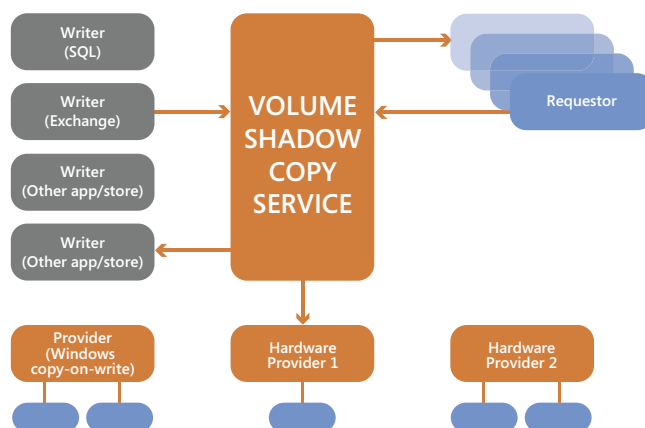 Writer
(SQL)
Writer
(Exchange)
Writer
(Other app/store)
Writer
(Other app/store)
VOLUME
SHADOW
COPY
SERVICE
Requestor
Provider
(Windows
copy-on-write)
Hardware
Provider 1
Hardware
Provider 2